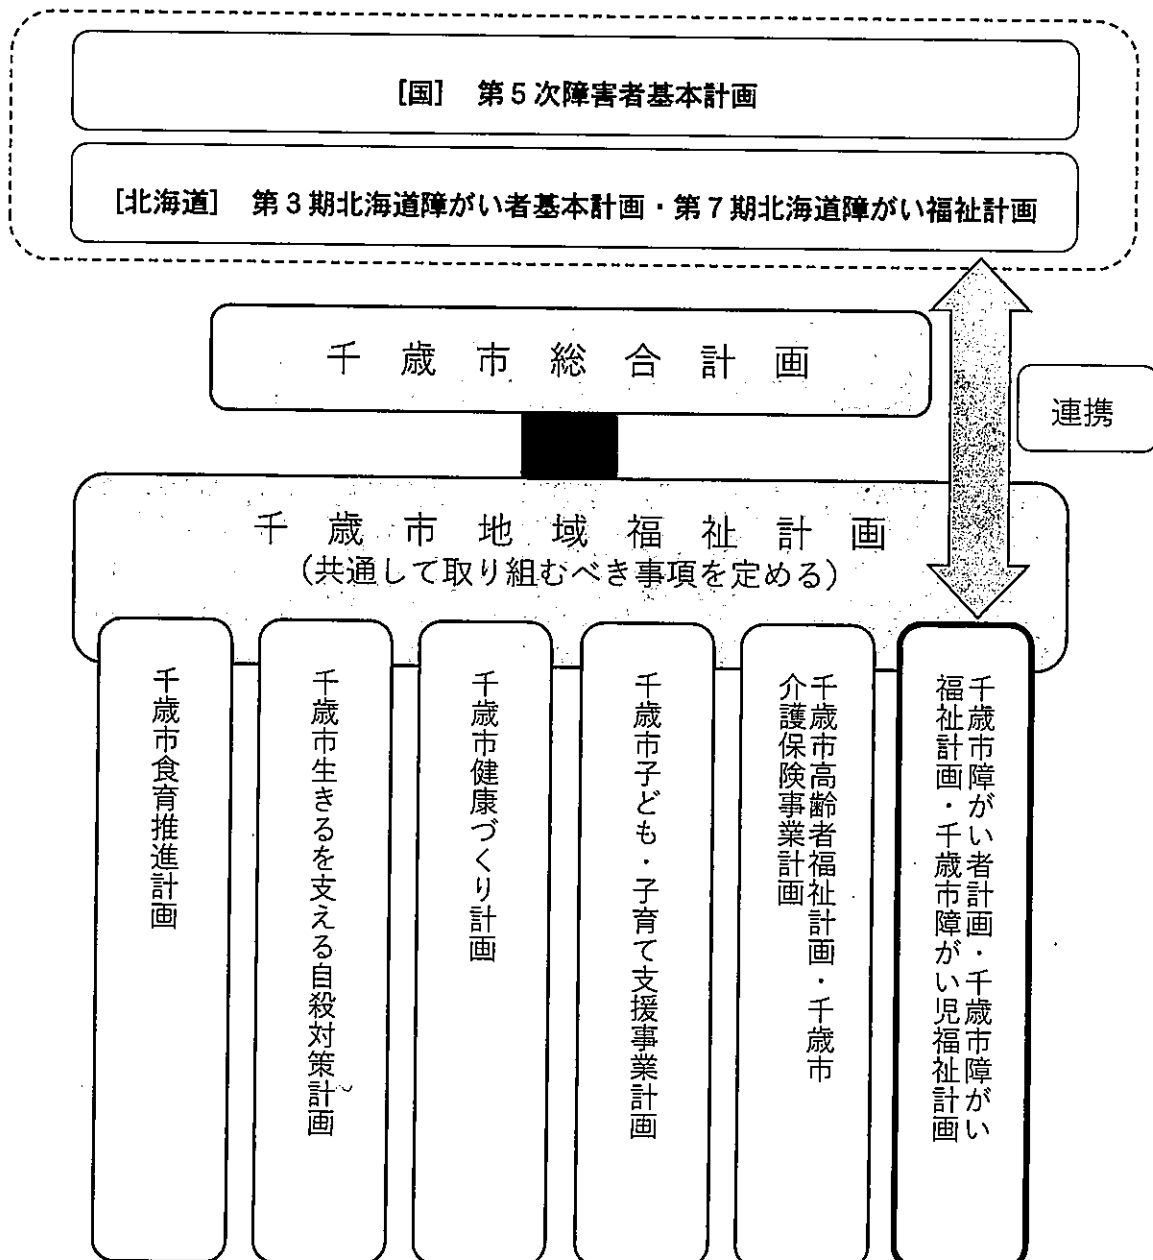 ［国］　第５次障害者基本計画
［北海道］　第３期北海道障がい者基本計画・第７期北海道障がい福祉計画
千歳市総合計画
連携
千歳市地域福祉計画
（共通して取り組むべき事項を定める）
千歳市障がい者計画・千歳市障がい
福祉計画・千歳市障がい児福祉計画
千歳市高齢者福祉計画・千歳市
介護保険事業計画
千歳市子ども・子育て支援事業計画
千歳市健康づくり計画
千歳市生きるを支える自殺対策計画
千歳市食育推進計画